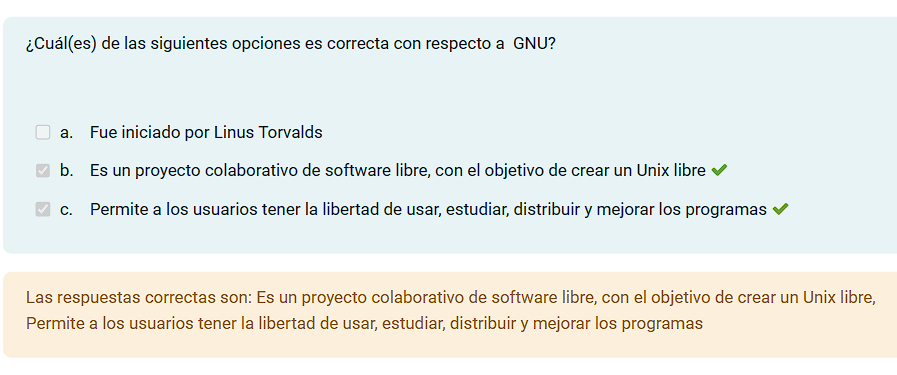 ¿Cuál(es) de las siguientes opciones es correcta con respecto a  GNU?
a. Fue iniciado por Linus Torvalds
b. Es un proyecto colaborativo de software libre, con el objetivo de crear un Unix libre
c. Permite a los usuarios tener la libertad de usar, estudiar, distribuir y mejorar los programas
Las respuestas correctas son: Es un proyecto colaborativo de software libre, con el objetivo de crear un Unix libre,
Permite a los usuarios tener la libertad de usar, estudiar, distribuir y mejorar los programas